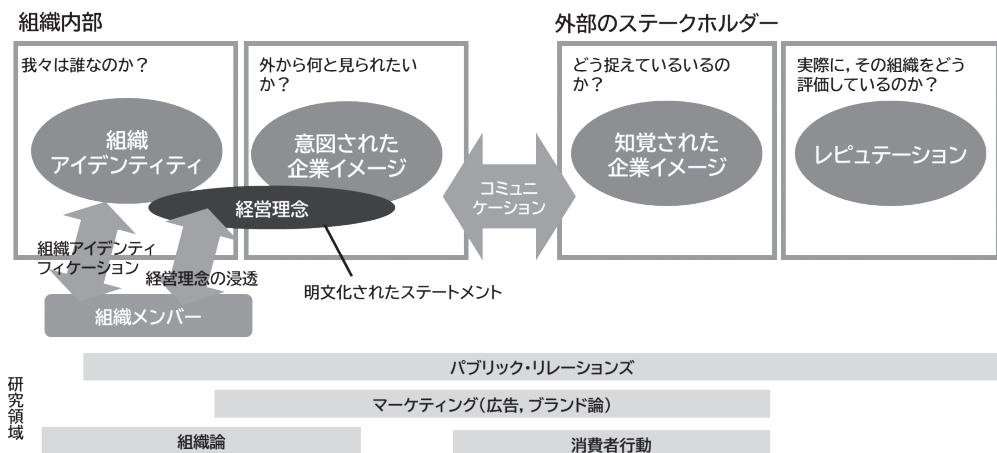 組織内部
外部のステークホルダー
我々は誰なのか？
外から何と見られたい
か？
どう捉えているいるの
か？
実際に，その組織をどう
評価しているのか？
組織
アイデンティティ
意図された
企業イメージ
知覚された
企業イメージ
レピュテーション
経営理念
コミュニ
ケーション
組織アイデンティ
フィケーション
経営理念の浸透
明文化されたステートメント
組織メンバー
研究領域
パブリック・リレーションズ
マーケティング（広告，ブランド論）
組織論
消費者行動